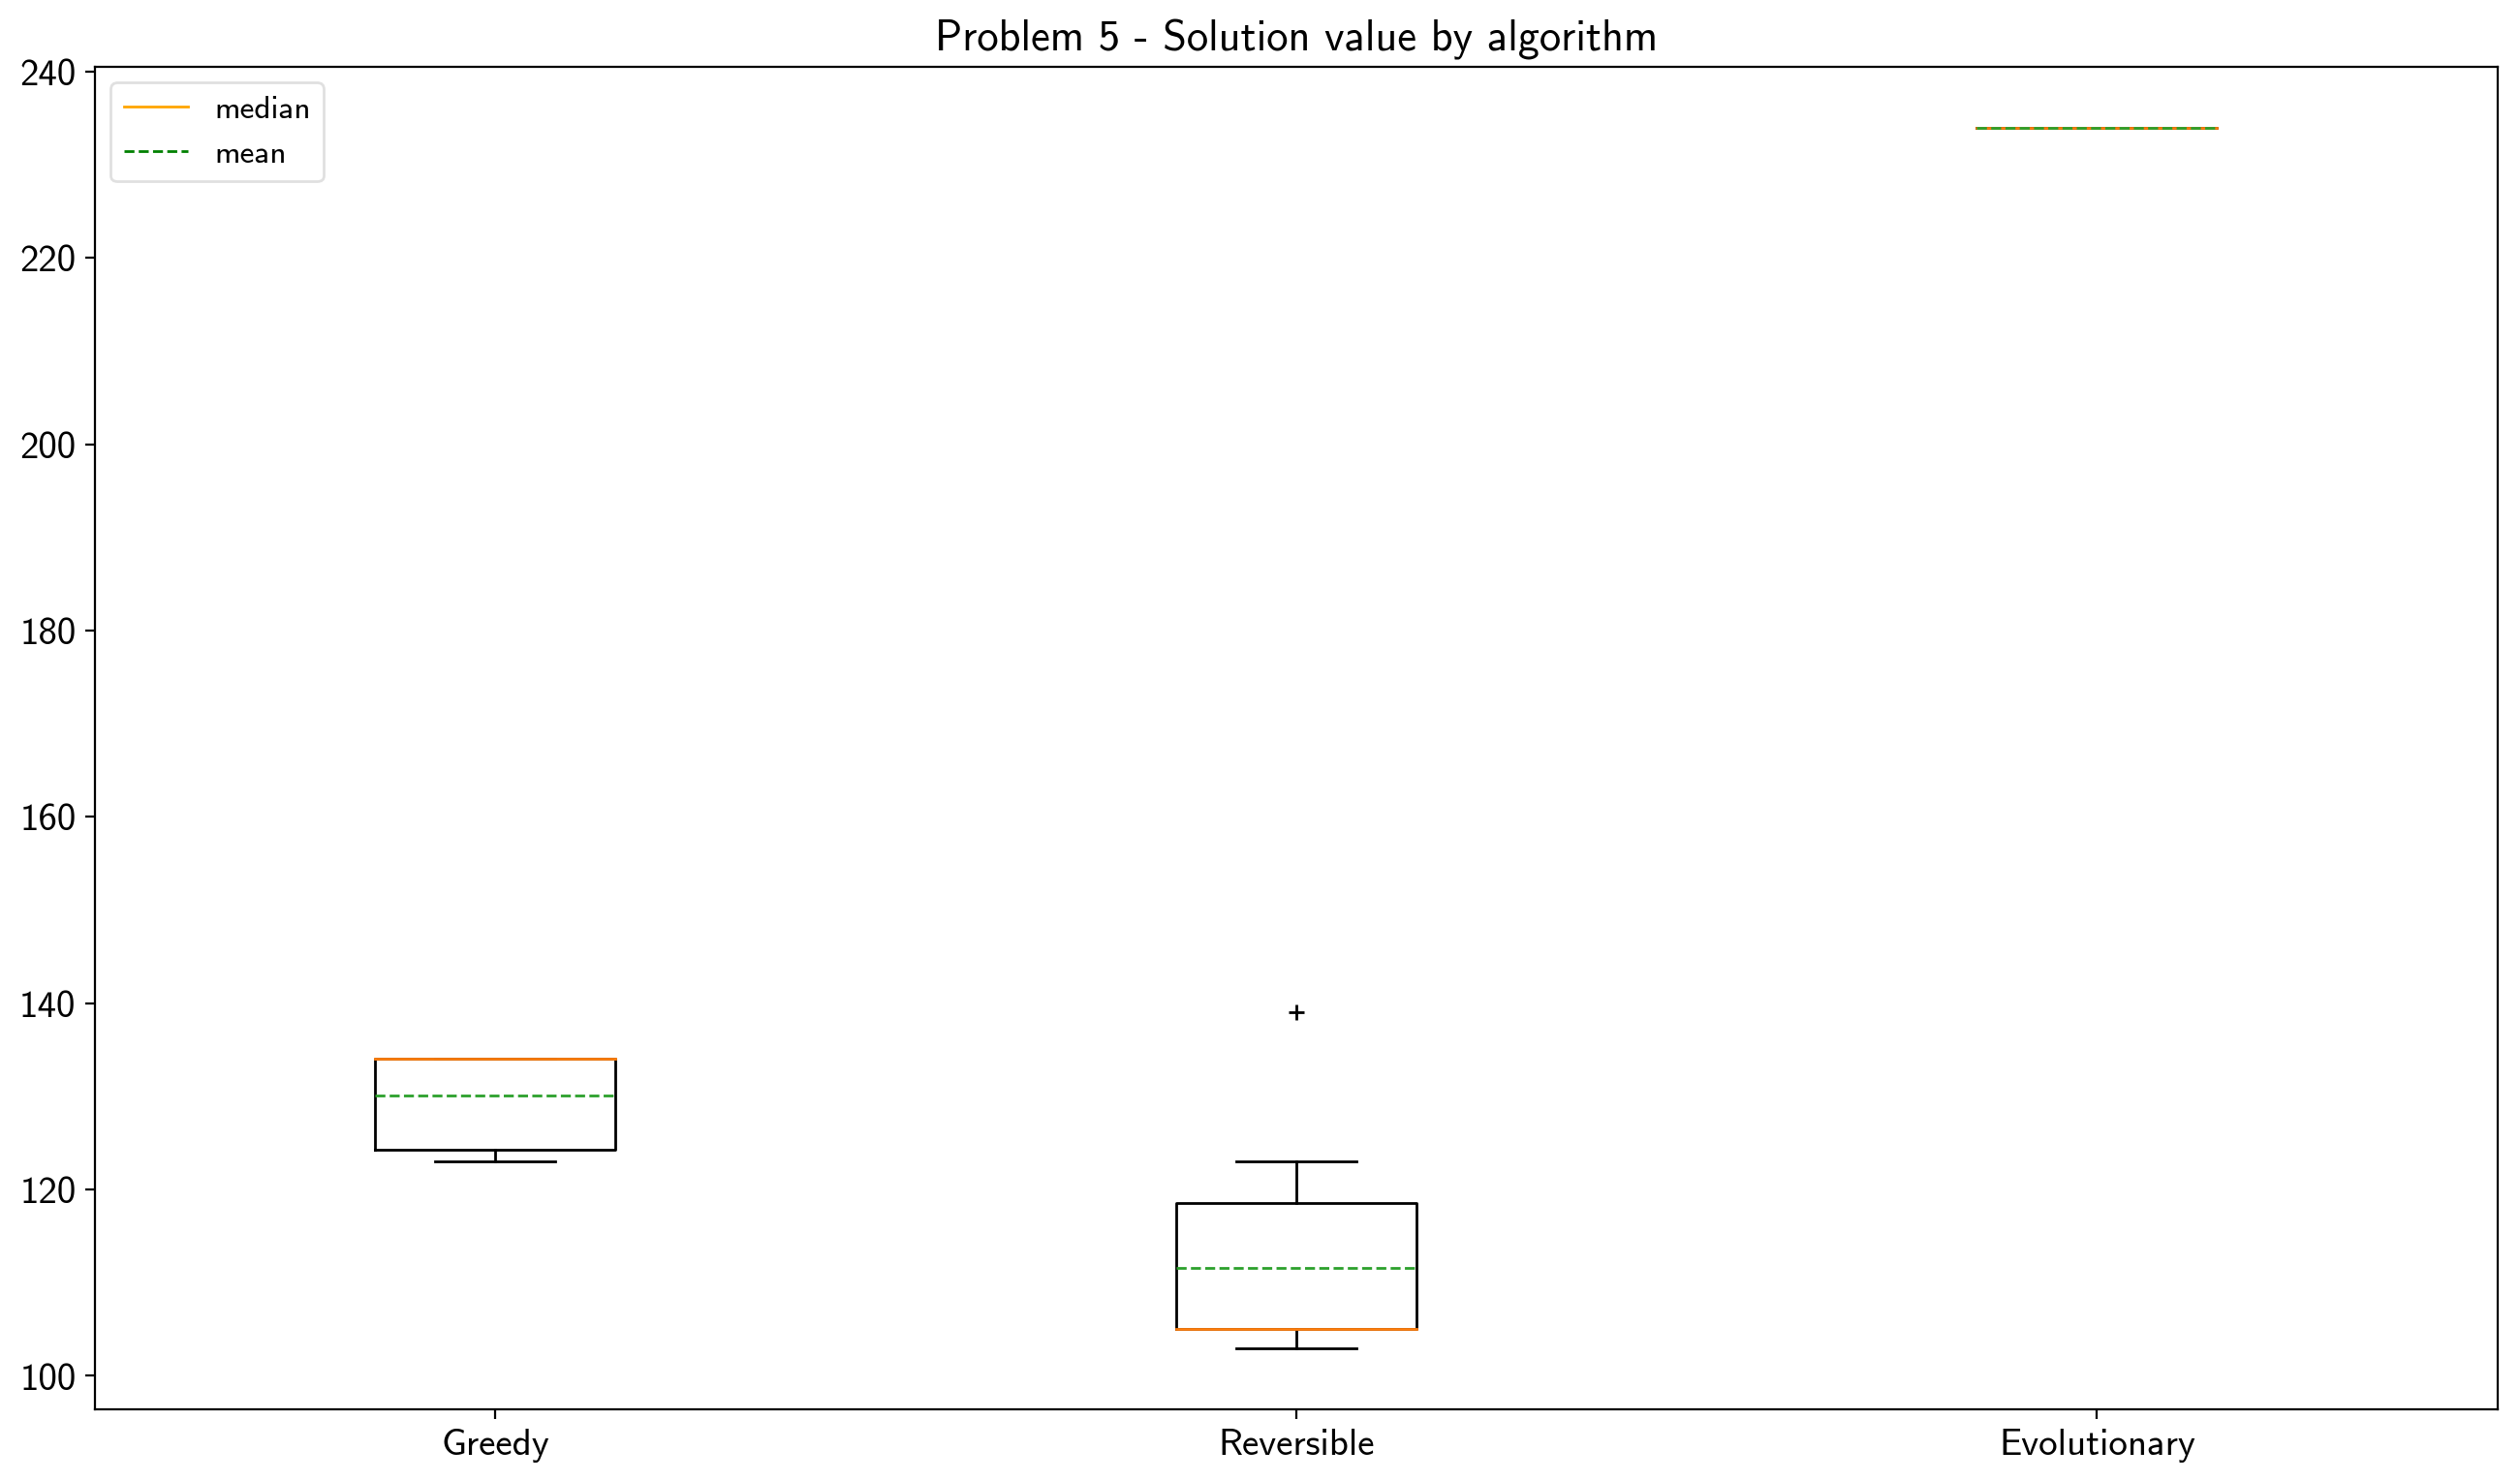 Problem 5 - Solution value by algorithm
240
220
200
180
160
140
120
100
median
mean
Greedy
Reversible
Evolutionary